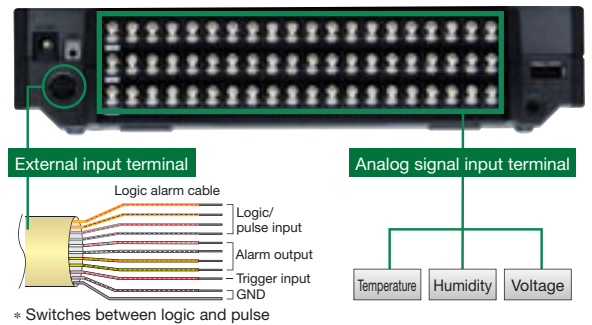 External input terminal
Analog signal input terminal
Logic alarm cable
Logic/
pulse input
Alarm output
Trigger input
GND
Temperature
Humidity
Voltage
* Switches between logic and pulse